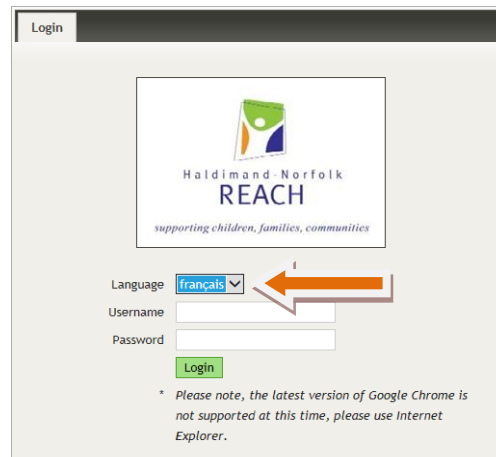 Login
Haldimand-Norfolk
REACH
supporting children, families, communities
Language français
Username
Password
Login
* Please note, the latest version of Google Chrome is
not supported at this time, please use Internet
Explorer.